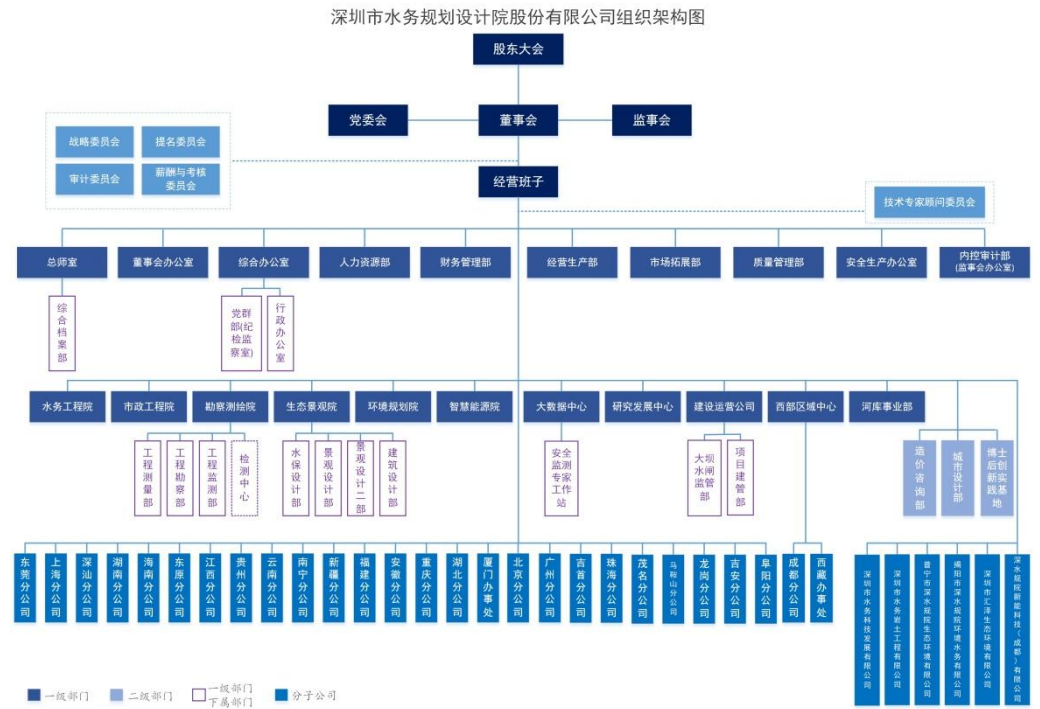 深圳市水务规划设计院股份有限公司组织架构图
股东大会
党委会
董事会
监事会
战略委员会
提名委员会
审计委员会
薪酬与考核
委员会
经营班子
技术专家顾问委员会
总师室
董事会办公室
综合办公室
人力资源部
财务管理部
经营生产部
市场拓展部
质量管理部
安全生产办公室
内控审计部
(监事会办公室)
综合档案部
党群
部(纪
检监
察室)
行政办公室
水务工程院
市政工程院
勘察测绘院
生态景观院
环境规划院
智慧能源院
大数据中心
研究发展中心
建设运营公司
西部区域中心
河库事业部
工程测量部
工程勘察部
工程监测部
检测中心
水保设计部
景观设计部
景观设计二部
建筑设计部
安全
监测
专家
工作
站
大坝
水闸
监管
部
项目建管部
造价咨询部
城市设计部
博士
后创
新实
践基
地
东莞分公司
上海分公司
深汕分公司
湖南分公司
海南分公司
东原分公司
江西分公司
贵州分公司
云南分公司
南宁分公司
新疆分公司
福建分公司
安徽分公司
重庆分公司
湖北分公司
厦门办事处
北京分公司
广州分公司
吉首分公司
珠海分公司
茂名分公司
马鞍山分公司
龙岗分公司
吉安分公司
阜阳分公司
成都分公司
西藏办事处
深圳市水务科技发展有限公司
深圳市水务岩土工程有限公司
普宁市深水规院生态环境有限公司
揭阳市深水规院环境水务有限公司
深圳市汇泽生态环境有限公司
深水规院新能科技（成都）有限公司
一级部门
二级部门
一级部门
下属部门
分子公司